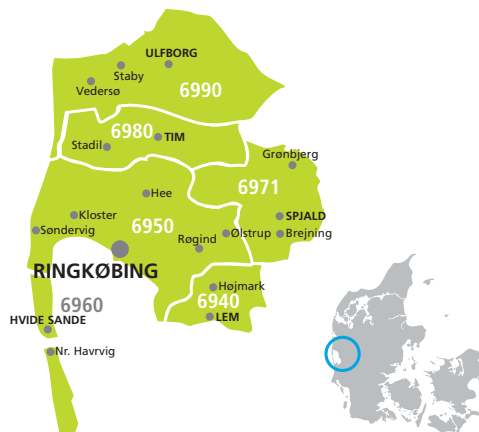 ULFBORG
Staby
Vedersø
6990
6980
TIM
Stadil
Grønbjerg
6971
Hee
Kloster
SPJALD
6950
Søndervig
Ølstrup
Brejning
Røgind
RINGKØBING
Højmark
6960
6940
HVIDE SANDE
LEM
Nr. Havrvig